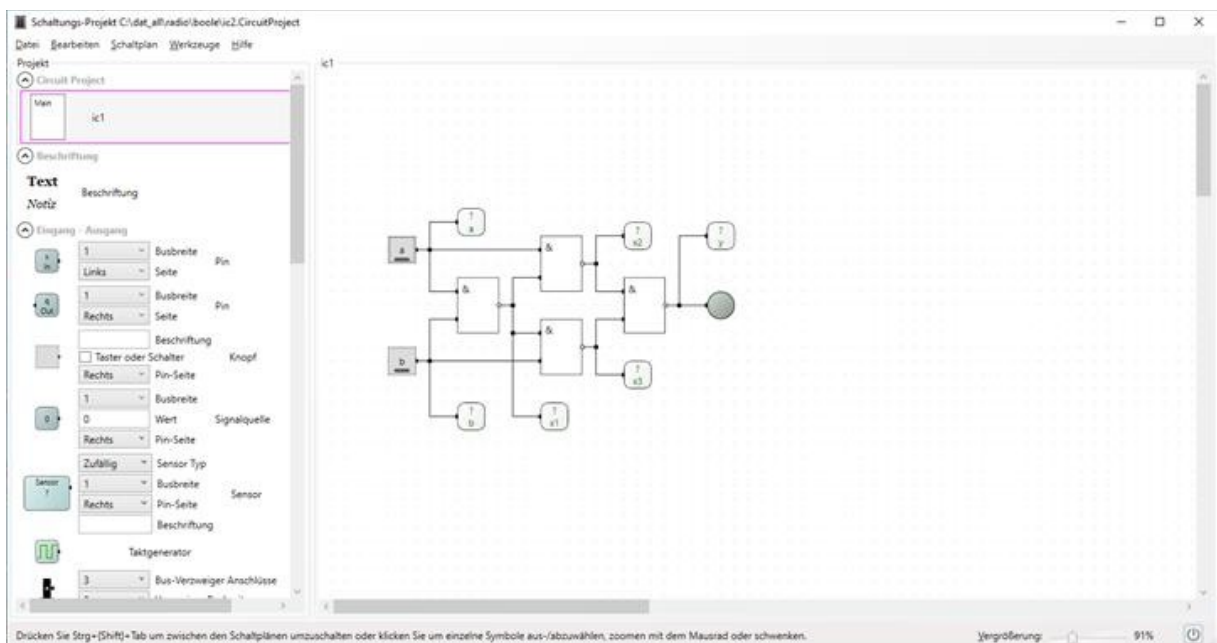 Schaltungs-Projekt C:\dat_all\radio\boole\ic2.CircuitProject
Datei Bearbeiten Schaltplan Werkzeuge Hilfe
Projekt
Circuit Project
Main
ic1
Beschriftung
Text
Notiz
Beschriftung
Eingang - Ausgang
1 Busbreite
Links Seite
Pin
1 Busbreite
Rechts Seite
Pin
Out
Beschriftung
Taster oder Schalter
Knopf
Rechts Pin-Seite
1 Busbreite
0
0 Wert
Signalquelle
Rechts Pin-Seite
Zufällig Sensor Typ
Sensor
?
1 Busbreite
Sensor
Rechts Pin-Seite
Beschriftung
Taktgenerator
3 Bus-Verzweiger Anschlüsse
ic1
?
a
?
x2
?
y
a
&
&
&
&
b
?
x3
?
b
?
x1
Drücken Sie Strg+(Shift)+Tab um zwischen den Schaltplänen umzuschalten oder klicken Sie um einzelne Symbole aus-/abzuwählen, zoomen mit dem Mausrad oder schwenken.
Vergrößerung: 91%